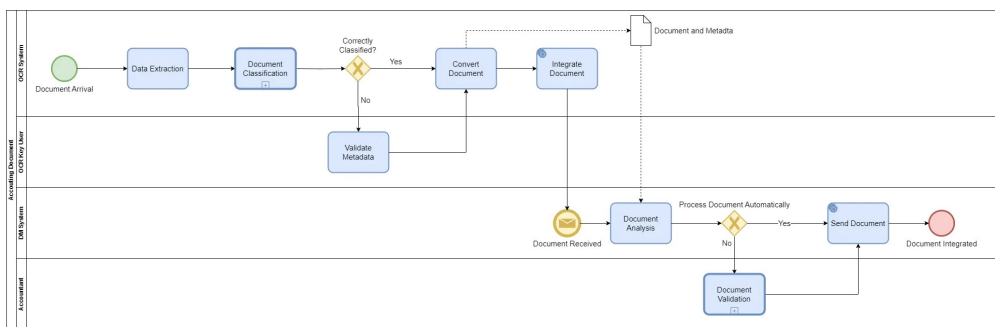 Accouting Document
OCR System
Document Arrival
Data Extraction
Document
Classification
Correctly
Classified?
Yes
No
Convert
Document
Integrate
Document
Document and Metadta
OCR Key User
Validate
Metadata
DM System
Document Received
Document
Analysis
Process Document Automatically
Yes
No
Send Document
Document Integrated
Accountant
Document
Validation